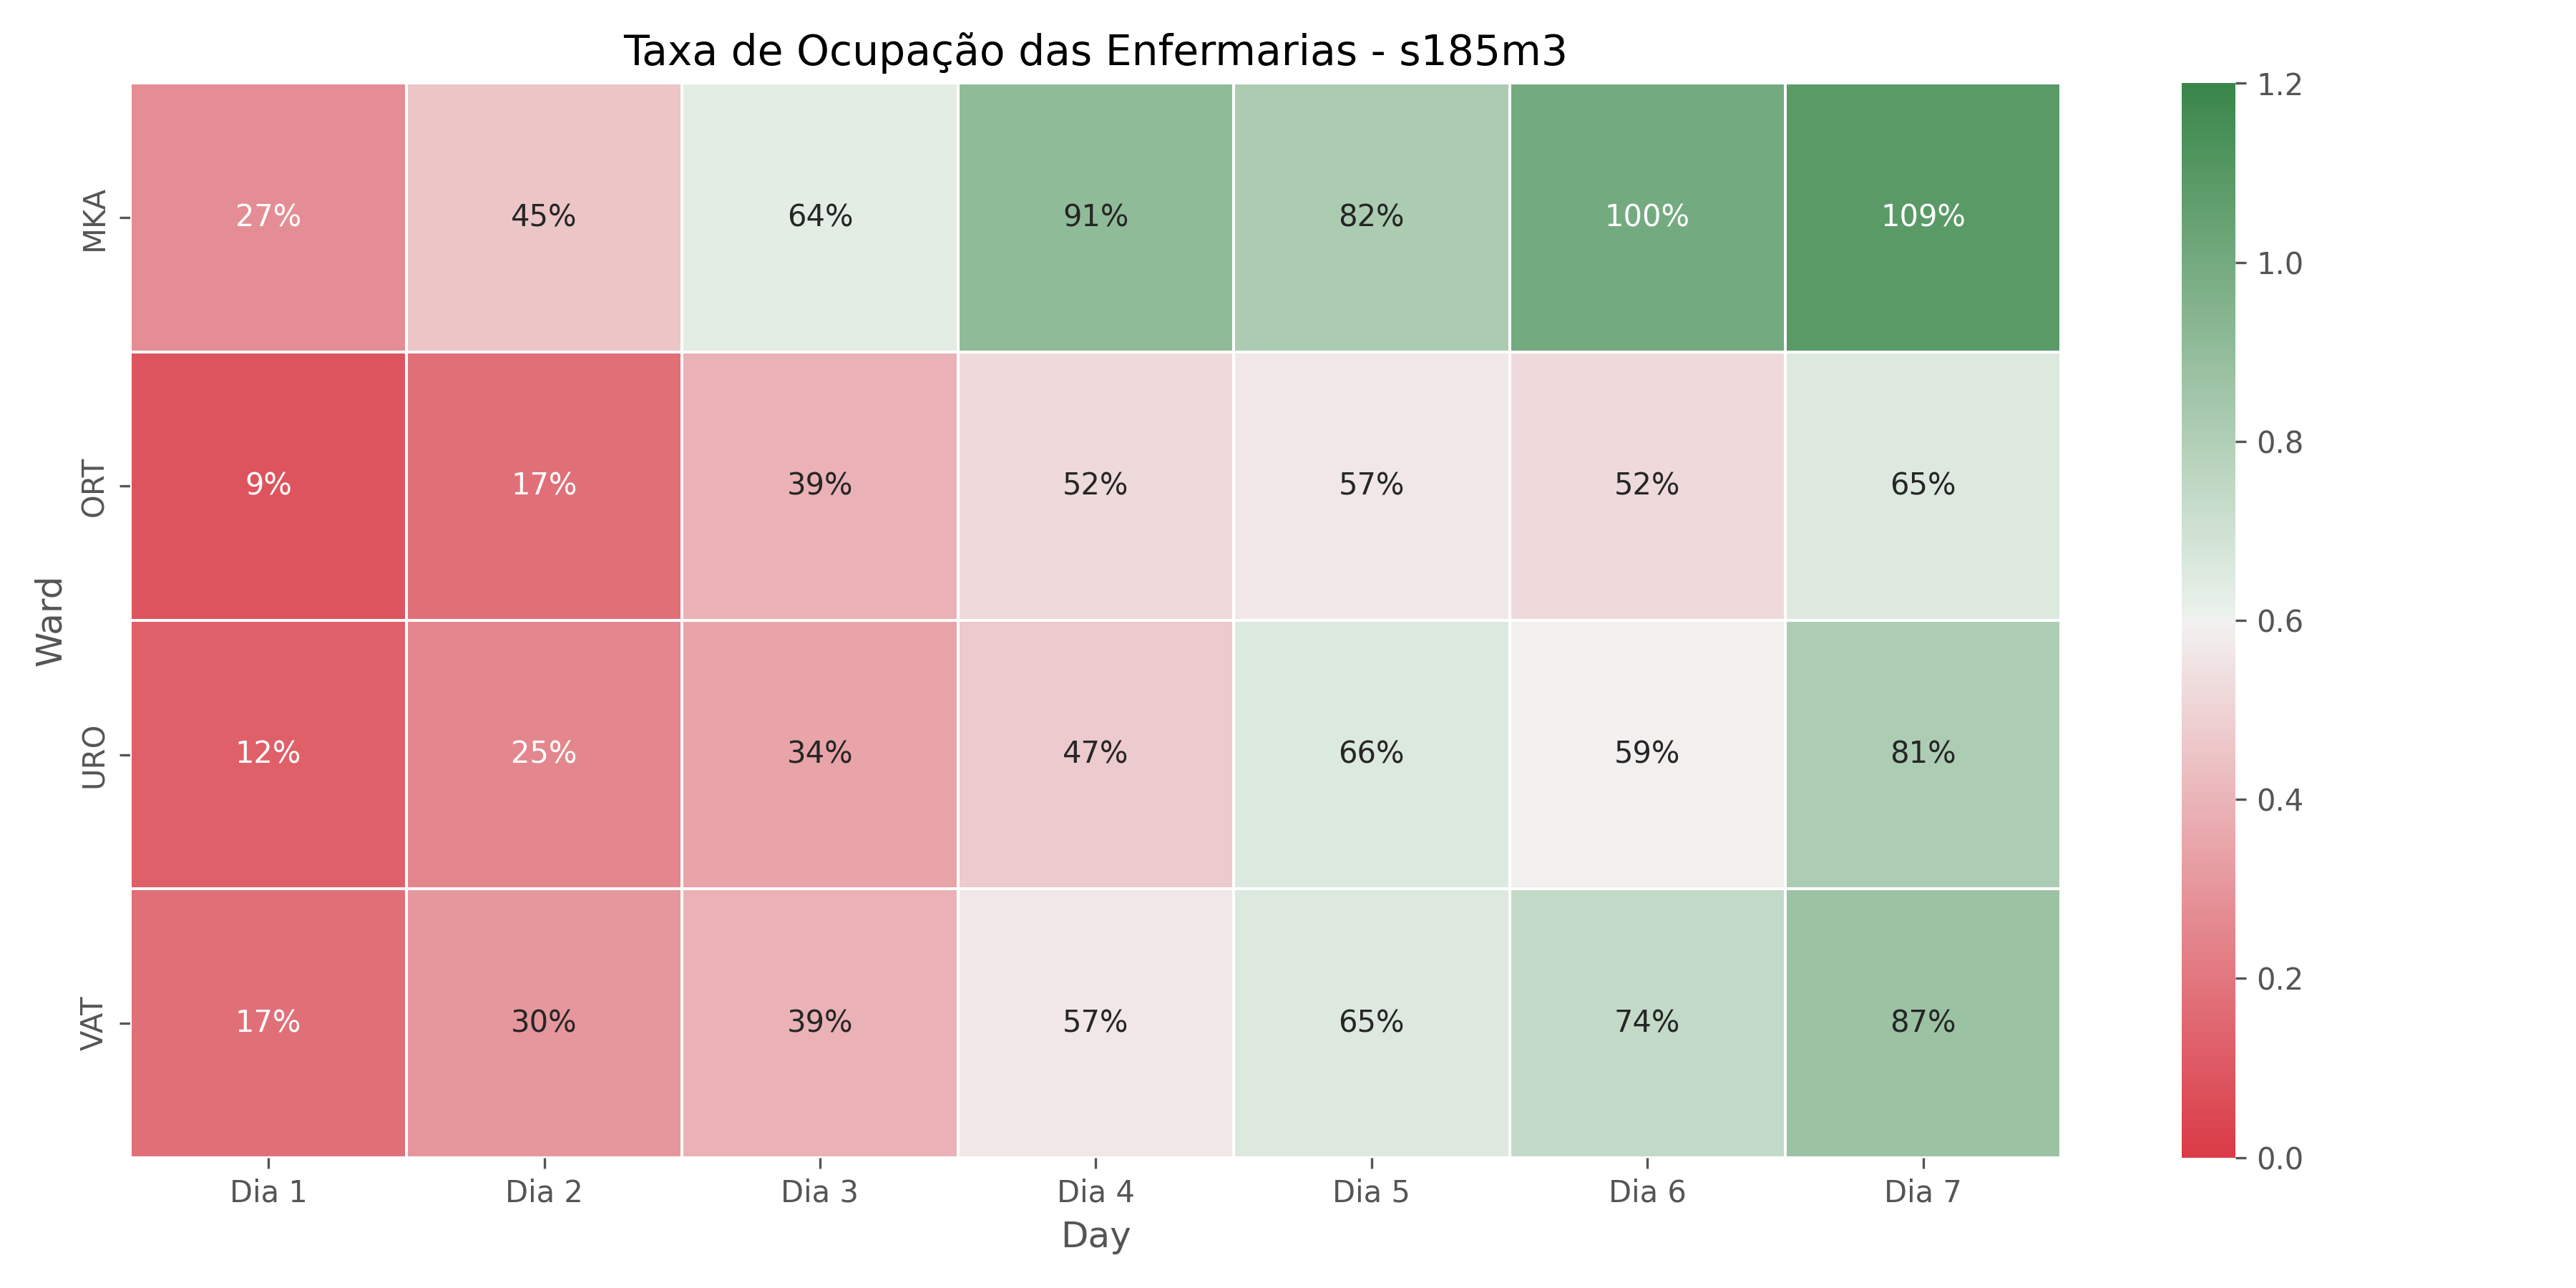 Taxa de Ocupação das Enfermarias - s185m3
Ward
MKA 27% 45% 64% 91% 82% 100% 109%
ORT 9% 17% 39% 52% 57% 52% 65%
URO 12% 25% 34% 47% 66% 59% 81%
VAT 17% 30% 39% 57% 65% 74% 87%
Dia 1 Dia 2 Dia 3 Dia 4 Dia 5 Dia 6 Dia 7
Day
1.2
1.0
0.8
0.6
0.4
0.2
0.0